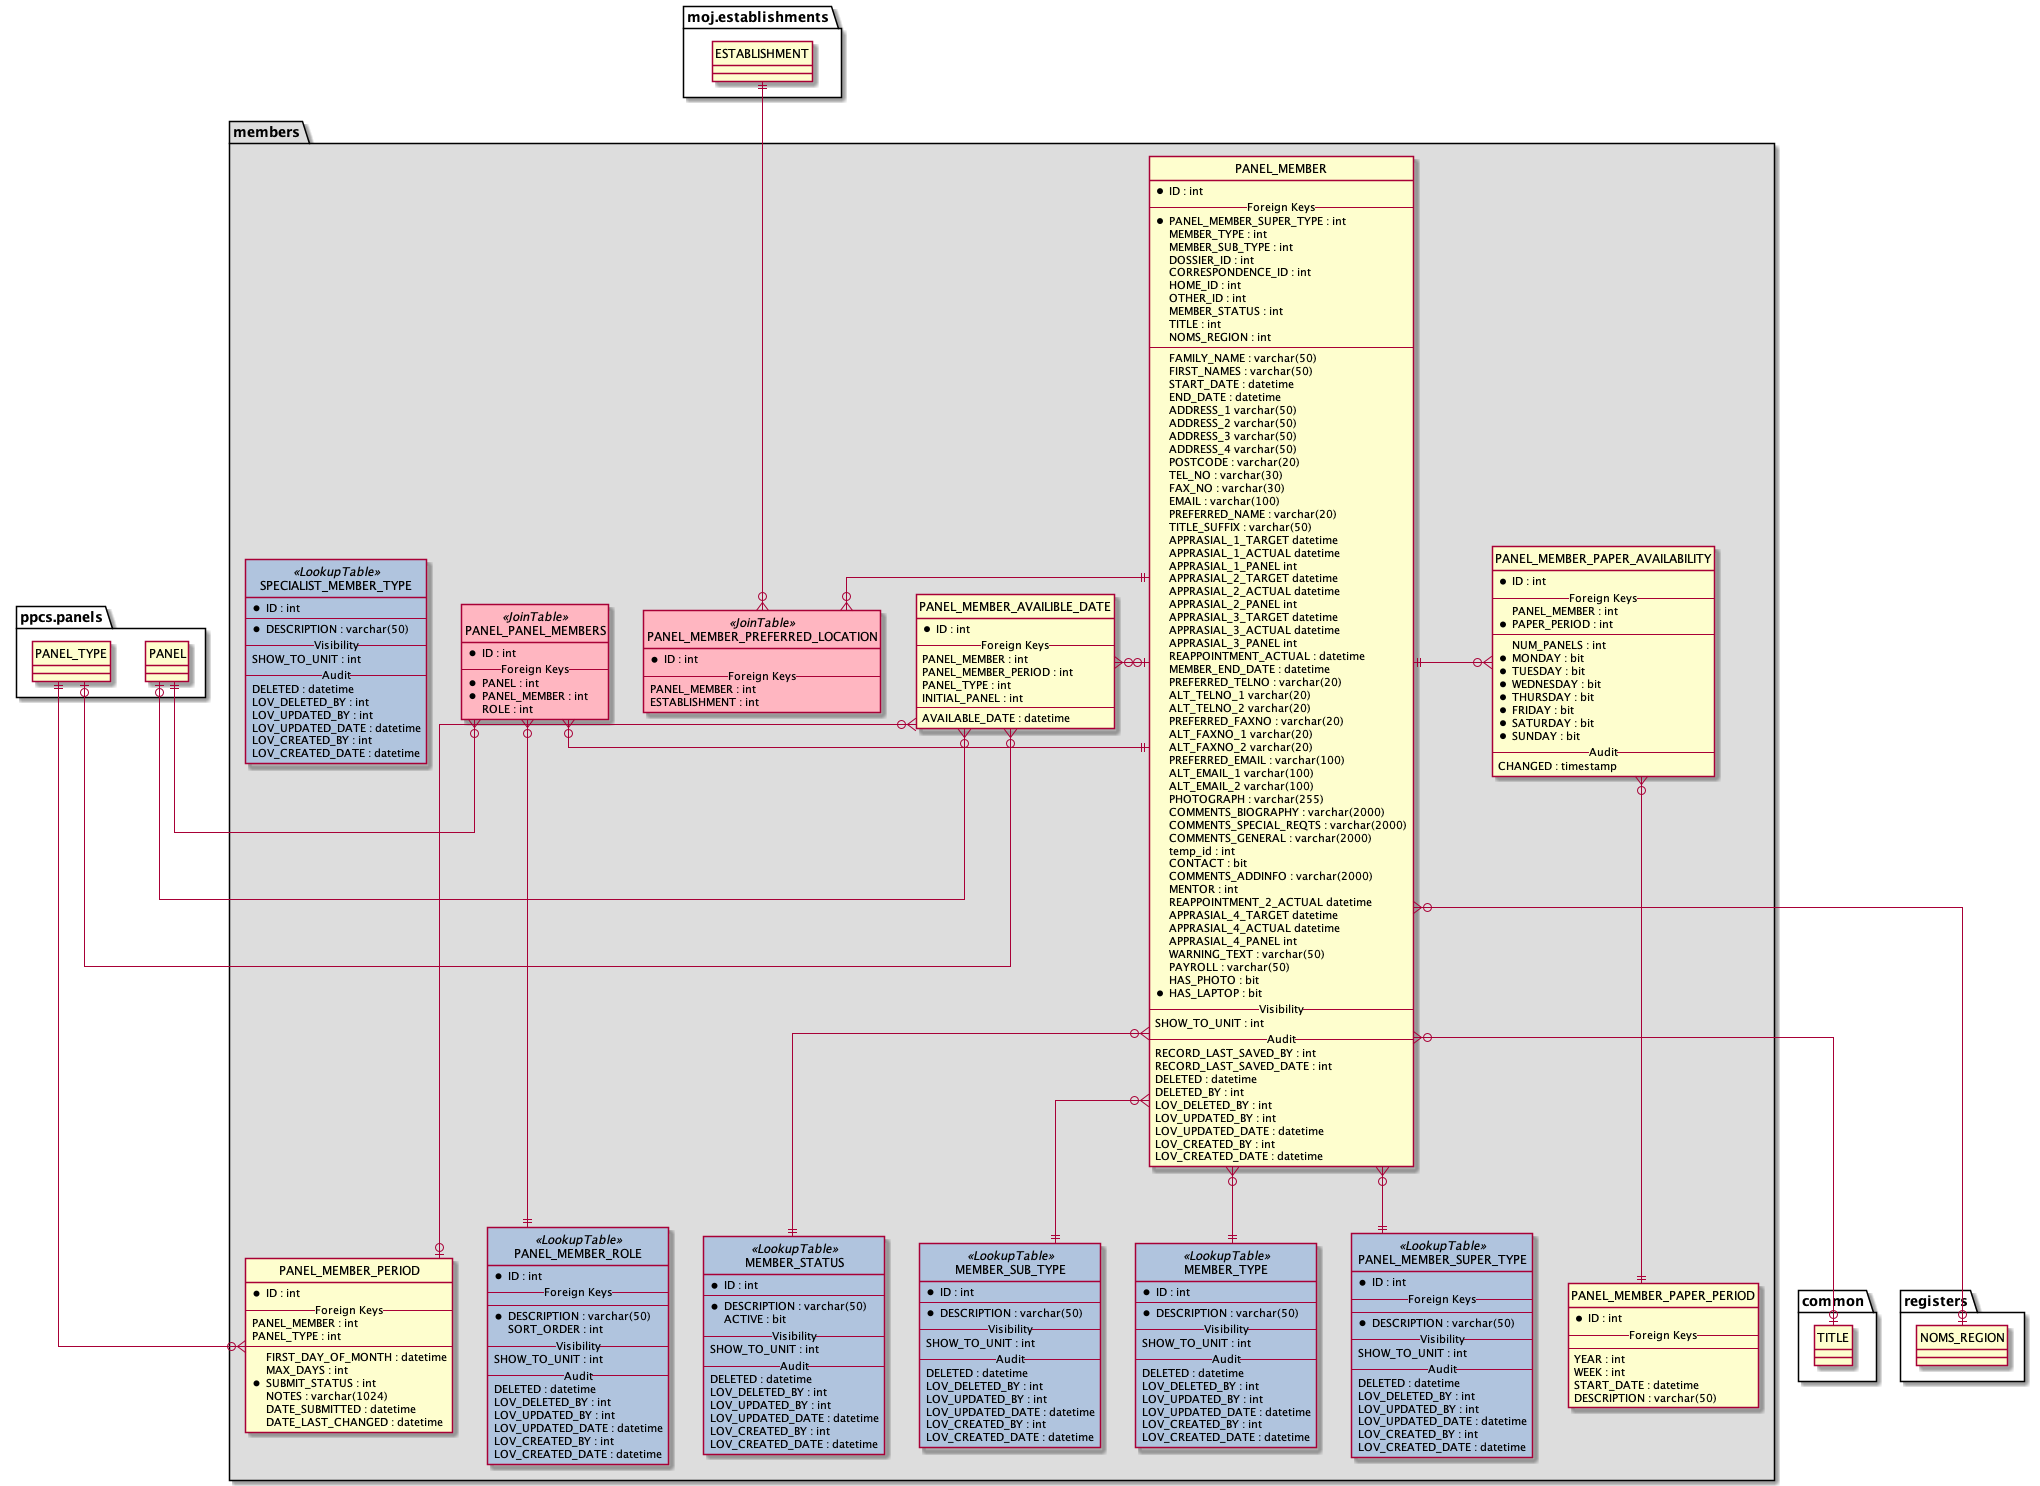 moj.establishments
ESTABLISHMENT
members
PANEL_MEMBER
ID : int
Foreign Keys
PANEL_MEMBER_SUPER_TYPE : int
MEMBER_TYPE : int
MEMBER_SUB_TYPE : int
DOSSIER_ID : int
CORRESPONDENCE_ID : int
HOME_ID : int
OTHER_ID : int
MEMBER_STATUS : int
TITLE : int
NOMS_REGION : int
FAMILY_NAME : varchar(50)
FIRST_NAMES : varchar(50)
START_DATE : datetime
END_DATE : datetime
ADDRESS_1 varchar(50)
ADDRESS_2 varchar(50)
ADDRESS_3 varchar(50)
ADDRESS_4 varchar(50)
POSTCODE : varchar(20)
TEL_NO : varchar(30)
FAX_NO : varchar(30)
EMAIL : varchar(100)
PREFERRED_NAME : varchar(20)
TITLE_SUFFIX : varchar(50)
APPRASIAL_1_TARGET datetime
APPRASIAL_1_ACTUAL datetime
APPRASIAL_1_PANEL int
APPRASIAL_2_TARGET datetime
APPRASIAL_2_ACTUAL datetime
APPRASIAL_2_PANEL int
APPRASIAL_3_TARGET datetime
APPRASIAL_3_ACTUAL datetime
APPRASIAL_3_PANEL int
REAPPOINTMENT_ACTUAL : datetime
MEMBER_END_DATE : datetime
PREFERRED_TELNO : varchar(20)
ALT_TELNO_1 varchar(20)
ALT_TELNO_2 varchar(20)
PREFERRED_FAXNO : varchar(20)
ALT_FAXNO_1 varchar(20)
ALT_FAXNO_2 varchar(20)
PREFERRED_EMAIL : varchar(100)
ALT_EMAIL_1 varchar(100)
ALT_EMAIL_2 varchar(100)
PHOTOGRAPH : varchar(255)
COMMENTS_BIOGRAPHY : varchar(2000)
COMMENTS_SPECIAL_REQTS : varchar(2000)
COMMENTS_GENERAL : varchar(2000)
temp_id : int
CONTACT : bit
COMMENTS_ADDINFO : varchar(2000)
MENTOR : int
REAPPOINTMENT_2_ACTUAL datetime
APPRASIAL_4_TARGET datetime
APPRASIAL_4_ACTUAL datetime
APPRASIAL_4_PANEL int
WARNING_TEXT : varchar(50)
PAYROLL : varchar(50)
HAS_PHOTO : bit
HAS_LAPTOP : bit
Visibility
SHOW_TO_UNIT : int
Audit
RECORD_LAST_SAVED_BY : int
RECORD_LAST_SAVED_DATE : int
DELETED : datetime
DELETED_BY : int
LOV_DELETED_BY : int
LOV_UPDATED_BY : int
LOV_UPDATED_DATE : datetime
LOV_CREATED_BY : int
LOV_CREATED_DATE : datetime
ppcs.panels
PANEL_TYPE
PANEL
«LookupTable»
SPECIALIST_MEMBER_TYPE
ID : int
DESCRIPTION : varchar(50)
Visibility
SHOW_TO_UNIT : int
Audit
DELETED : datetime
LOV_DELETED_BY : int
LOV_UPDATED_BY : int
LOV_UPDATED_DATE : datetime
LOV_CREATED_BY : int
LOV_CREATED_DATE : datetime
«JoinTable»
PANEL_PANEL_MEMBERS
ID : int
Foreign Keys
PANEL : int
PANEL_MEMBER : int
ROLE : int
«JoinTable»
PANEL_MEMBER_PREFERRED_LOCATION
ID : int
Foreign Keys
PANEL_MEMBER : int
ESTABLISHMENT : int
PANEL_MEMBER_AVAILIBLE_DATE
ID : int
Foreign Keys
PANEL_MEMBER : int
PANEL_MEMBER_PERIOD : int
PANEL_TYPE : int
INITIAL_PANEL : int
AVAILABLE_DATE : datetime
PANEL_MEMBER_PAPER_AVAILABILITY
ID : int
Foreign Keys
PANEL_MEMBER : int
PAPER_PERIOD : int
NUM_PANELS : int
MONDAY : bit
TUESDAY : bit
WEDNESDAY : bit
THURSDAY : bit
FRIDAY : bit
SATURDAY : bit
SUNDAY : bit
Audit
CHANGED : timestamp
PANEL_MEMBER_PERIOD
ID : int
Foreign Keys
PANEL_MEMBER : int
PANEL_TYPE : int
FIRST_DAY_OF_MONTH : datetime
MAX_DAYS : int
SUBMIT_STATUS : int
NOTES : varchar(1024)
DATE_SUBMITTED : datetime
DATE_LAST_CHANGED : datetime
«LookupTable»
PANEL_MEMBER_ROLE
ID : int
Foreign Keys
DESCRIPTION : varchar(50)
SORT_ORDER : int
Visibility
SHOW_TO_UNIT : int
Audit
DELETED : datetime
LOV_DELETED_BY : int
LOV_UPDATED_BY : int
LOV_UPDATED_DATE : datetime
LOV_CREATED_BY : int
LOV_CREATED_DATE : datetime
«LookupTable»
MEMBER_STATUS
ID : int
DESCRIPTION : varchar(50)
ACTIVE : bit
Visibility
SHOW_TO_UNIT : int
Audit
DELETED : datetime
LOV_DELETED_BY : int
LOV_UPDATED_BY : int
LOV_UPDATED_DATE : datetime
LOV_CREATED_BY : int
LOV_CREATED_DATE : datetime
«LookupTable»
MEMBER_SUB_TYPE
ID : int
DESCRIPTION : varchar(50)
Visibility
SHOW_TO_UNIT : int
Audit
DELETED : datetime
LOV_DELETED_BY : int
LOV_UPDATED_BY : int
LOV_UPDATED_DATE : datetime
LOV_CREATED_BY : int
LOV_CREATED_DATE : datetime
«LookupTable»
MEMBER_TYPE
ID : int
DESCRIPTION : varchar(50)
Visibility
SHOW_TO_UNIT : int
Audit
DELETED : datetime
LOV_DELETED_BY : int
LOV_UPDATED_BY : int
LOV_UPDATED_DATE : datetime
LOV_CREATED_BY : int
LOV_CREATED_DATE : datetime
«LookupTable»
PANEL_MEMBER_SUPER_TYPE
ID : int
Foreign Keys
DESCRIPTION : varchar(50)
Visibility
SHOW_TO_UNIT : int
Audit
DELETED : datetime
LOV_DELETED_BY : int
LOV_UPDATED_BY : int
LOV_UPDATED_DATE : datetime
LOV_CREATED_BY : int
LOV_CREATED_DATE : datetime
PANEL_MEMBER_PAPER_PERIOD
ID : int
Foreign Keys
YEAR : int
WEEK : int
START_DATE : datetime
DESCRIPTION : varchar(50)
common
TITLE
registers
NOMS_REGION